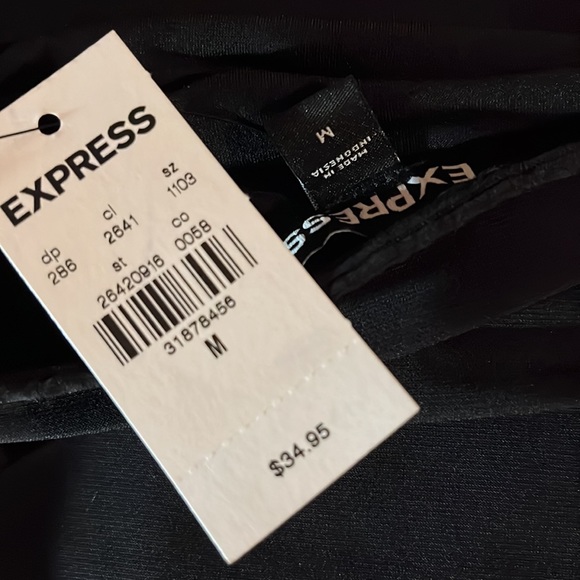 EXPRESS
dp cl sz
286 2641 1103
st co
26420916 0058
31878456
M
$34.95
M
MADE IN
INDONESIA
EXPRESS